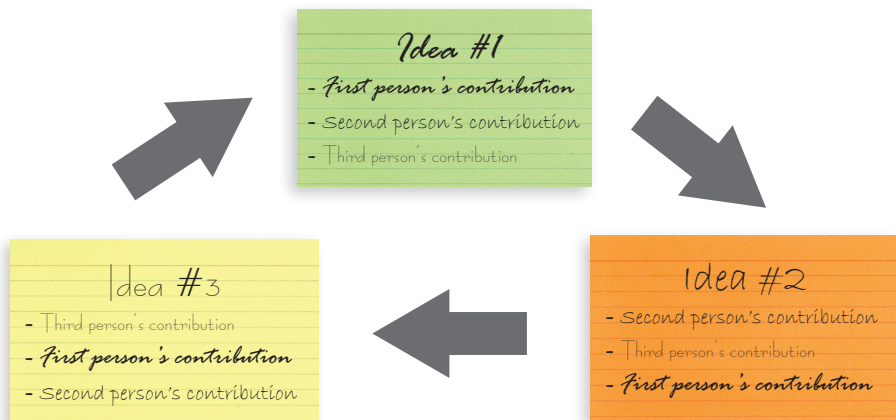 Idea #1
- First person's contribution
- Second person's contribution
- Third person's contribution
Idea #2
- Second person's contribution
- Third person's contribution
- First person's contribution
Idea #3
- Third person's contribution
- First person's contribution
- Second person's contribution